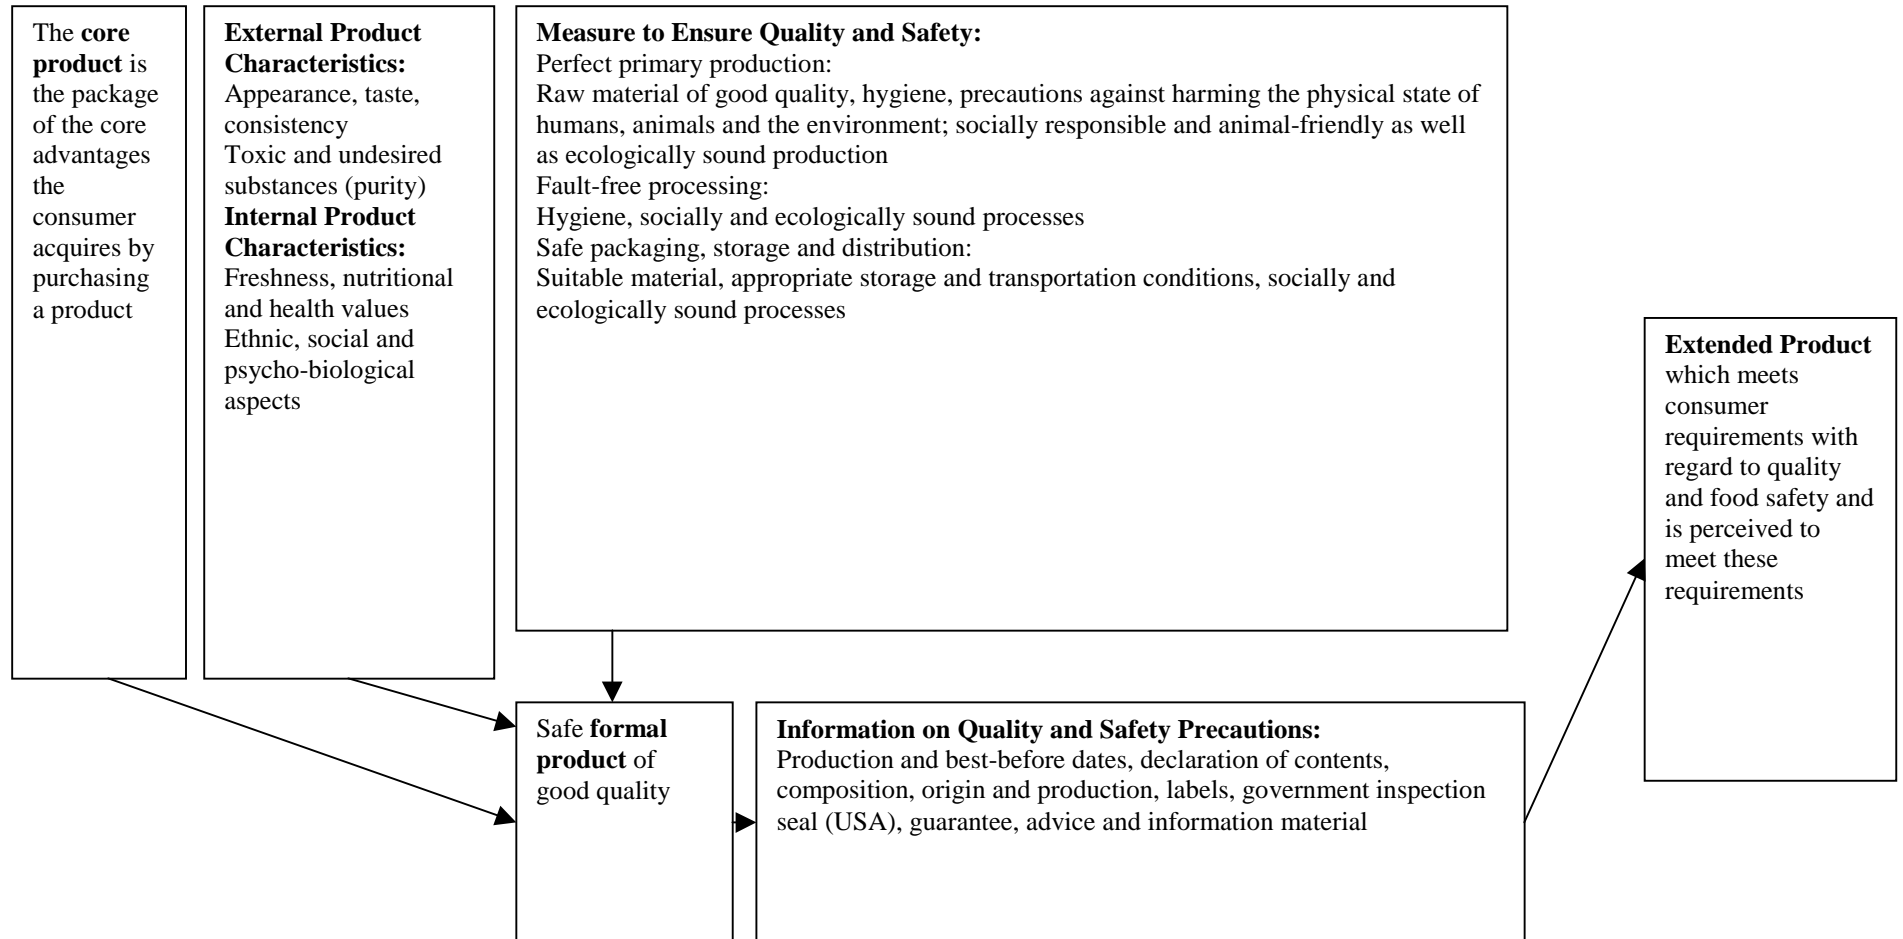 The core
product is
the package
of the core
advantages
the
consumer
acquires by
purchasing
a product
External Product
Characteristics:
Appearance, taste,
consistency
Toxic and undesired
substances (purity)
Internal Product
Characteristics:
Freshness, nutritional
and health values
Ethnic, social and
psycho-biological
aspects
Measure to Ensure Quality and Safety:
Perfect primary production:
Raw material of good quality, hygiene, precautions against harming the physical state of
humans, animals and the environment; socially responsible and animal-friendly as well
as ecologically sound production
Fault-free processing:
Hygiene, socially and ecologically sound processes
Safe packaging, storage and distribution:
Suitable material, appropriate storage and transportation conditions, socially and
ecologically sound processes
Extended Product
which meets
consumer
requirements with
regard to quality
and food safety and
is perceived to
meet these
requirements
Safe formal
product of
good quality
Information on Quality and Safety Precautions:
Production and best-before dates, declaration of contents,
composition, origin and production, labels, government inspection
seal (USA), guarantee, advice and information material